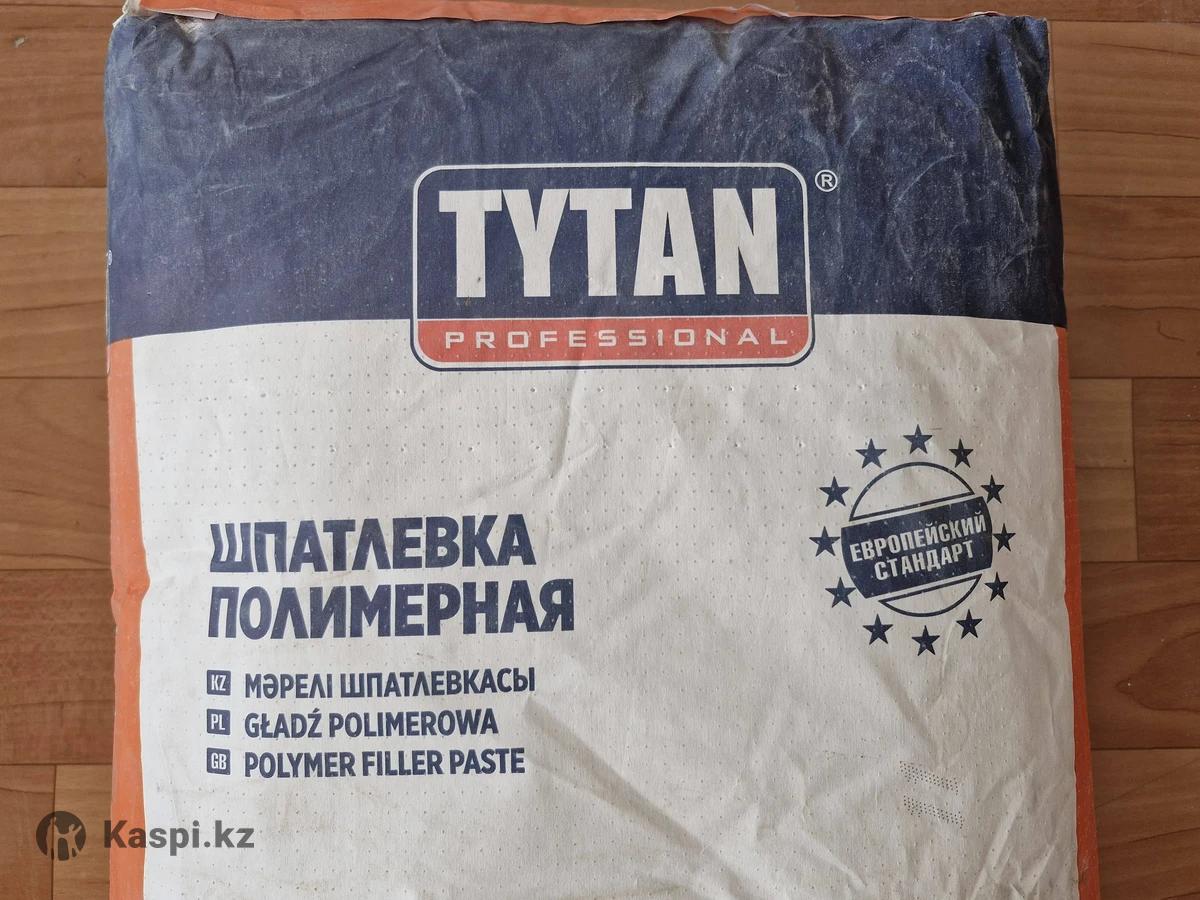 TYTAN®
PROFESSIONAL
ЕВРОПЕЙСКИЙ
СТАНДАРТ
ШПАТЛЕВКА
ПОЛИМЕРНАЯ
KZ МӘРЕЛІ ШПАТЛЕВКАСЫ
PL GŁADŹ POLIMEROWA
GB POLYMER FILLER PASTE
Kaspi.kz